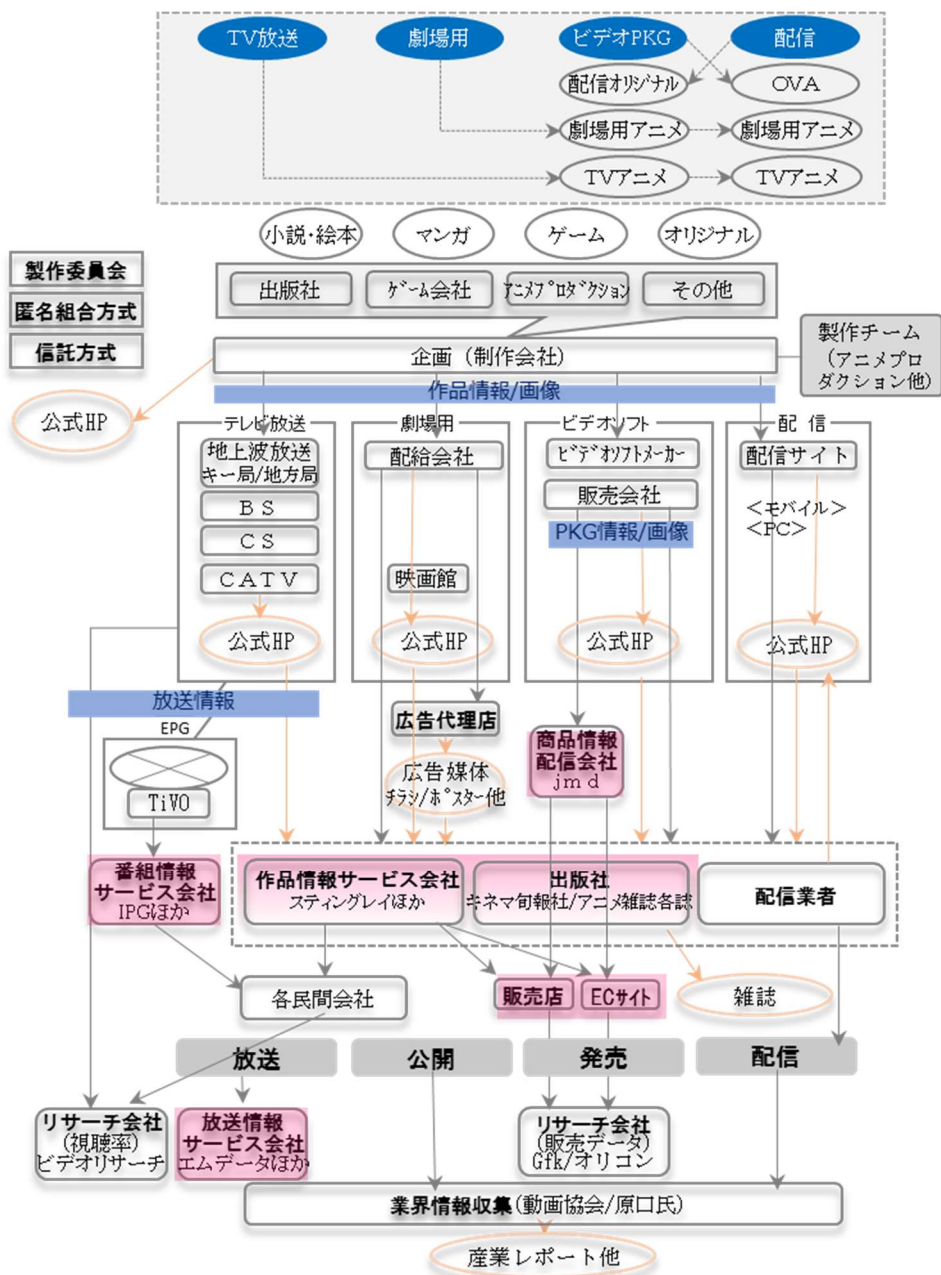 TV放送
劇場用
ビデオPKG
配信
配信オリジナル
OVA
劇場用アニメ
劇場用アニメ
TVアニメ
TVアニメ
小説・絵本
マンガ
ゲーム
オリジナル
製作委員会
匿名組合方式
信託方式
出版社
ゲーム会社
アニメプロダクション
その他
企画（制作会社）
製作チーム
（アニメプロ
ダクション他）
作品情報/画像
公式HP
テレビ放送
地上波放送
キー局/地方局
ＢＳ
ＣＳ
ＣＡＴＶ
公式HP
劇場用
配給会社
映画館
公式HP
ビデオソフト
ビデオソフトメーカー
販売会社
PKG情報/画像
公式HP
配 信
配信サイト
＜モバイル＞
＜PC＞
公式HP
放送情報
EPG
TiVO
広告代理店
広告媒体
チラシ/ポスター他
商品情報
配信会社
jmd
番組情報
サービス会社
IPGほか
作品情報サービス会社
スティングレイほか
出版社
キネマ旬報社/アニメ雑誌各誌
配信業者
各民間会社
販売店
ECサイト
雑誌
放送
公開
発売
配信
リサーチ会社
(視聴率)
ビデオリサーチ
放送情報
サービス会社
エムデータほか
リサーチ会社
(販売データ)
Gfk/オリコン
業界情報収集(動画協会/原口氏)
産業レポート他